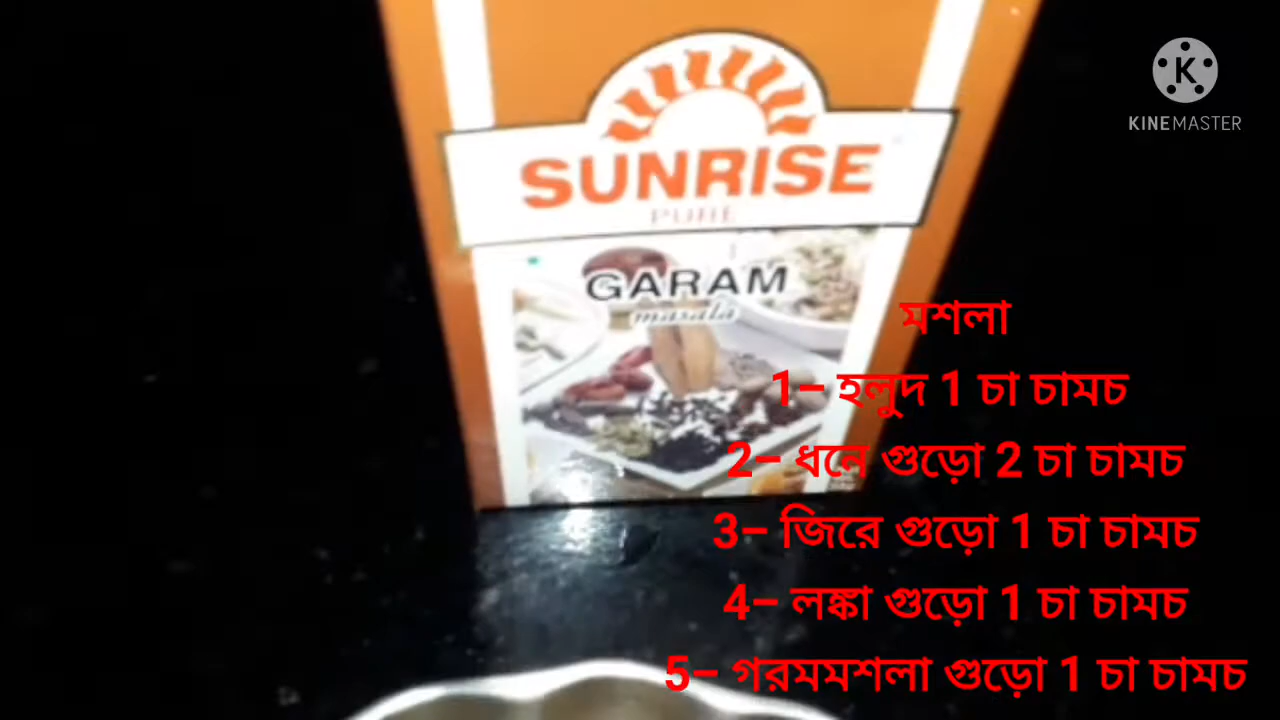 KINEMASTER
SUNRISE
PURE
GARAM
masala
মশলা
1- হলুদ 1 চা চামচ
2- ধনে গুড়ো 2 চা চামচ
3- জিরে গুড়ো 1 চা চামচ
4- লঙ্কা গুড়ো 1 চা চামচ
5- গরমমশলা গুড়ো 1 চা চামচ